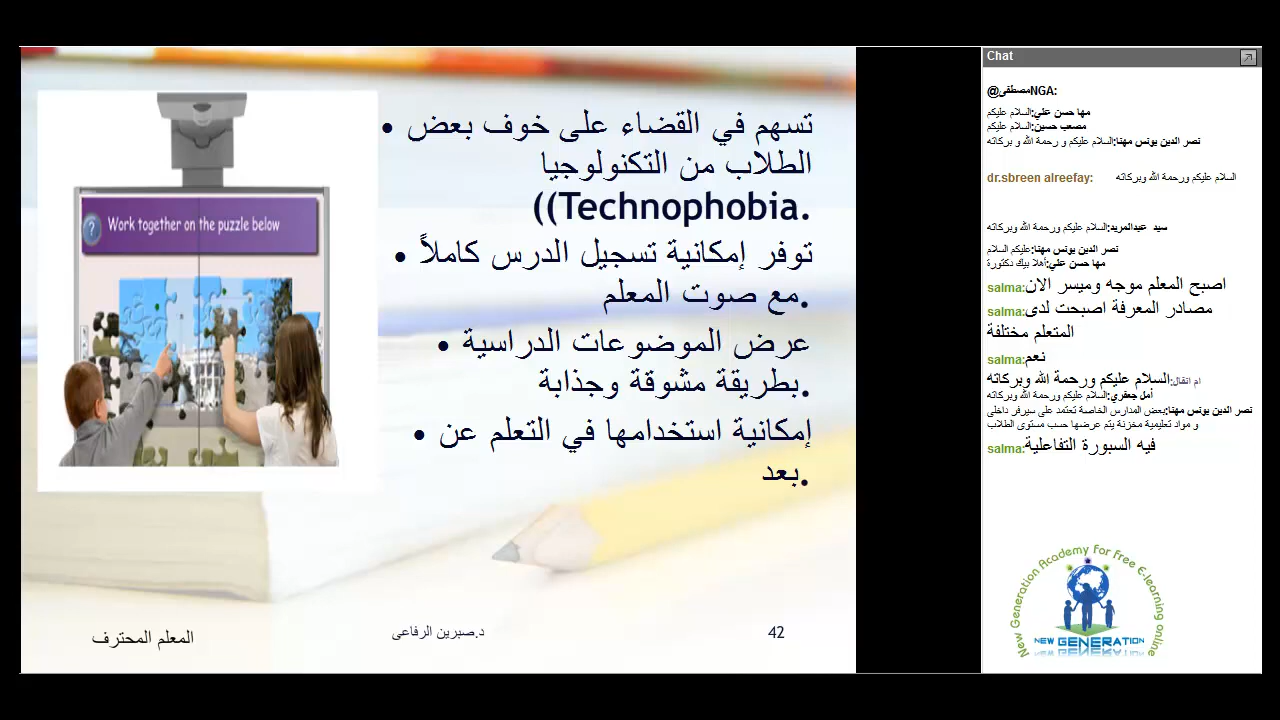 Work together on the puzzle below
تسهم في القضاء على خوف بعض •
الطلاب من التكنولوجيا
((Technophobia.
توفر إمكانية تسجيل الدرس كاملاً •
.مع صوت المعلم
عرض الموضوعات الدراسية •
.بطريقة مشوقة وجذابة
إمكانية استخدامها في التعلم عن •
.بعد
المعلم المحترف
د.صبرين الرفاعى
42
Chat
@مصطفىNGA:
مها حسن علي:السلام عليكم
مصعب حسين:السلام عليكم
نصر الدين يونس مهنا:السلام عليكم و رحمة الله و بركاته
dr.sbreen alreefay: السلام عليكم ورحمة الله وبركاته
سيد عبدالمريد:السلام عليكم ورحمة الله وبركاته
نصر الدين يونس مهنا:عليكم السلام
مها حسن علي:أهلا بيك دكتورة
salma:اصبح المعلم موجه وميسر الان
salma:مصادر المعرفة اصبحت لدى
المتعلم مختلفة
salma:نعم
ام انفال:السلام عليكم ورحمة الله وبركاته
أمل جعفري:السلام عليكم ورحمة الله وبركاته
نصر الدين يونس مهنا:بعض المدارس الخاصة تعتمد على سيرفر داخلى
و مواد تعليمية مخزنة يتم عرضها حسب مستوى الطلاب
salma:فيه السبورة التفاعلية
New Generation Academy For Free E-learning online
NEW GENERATION